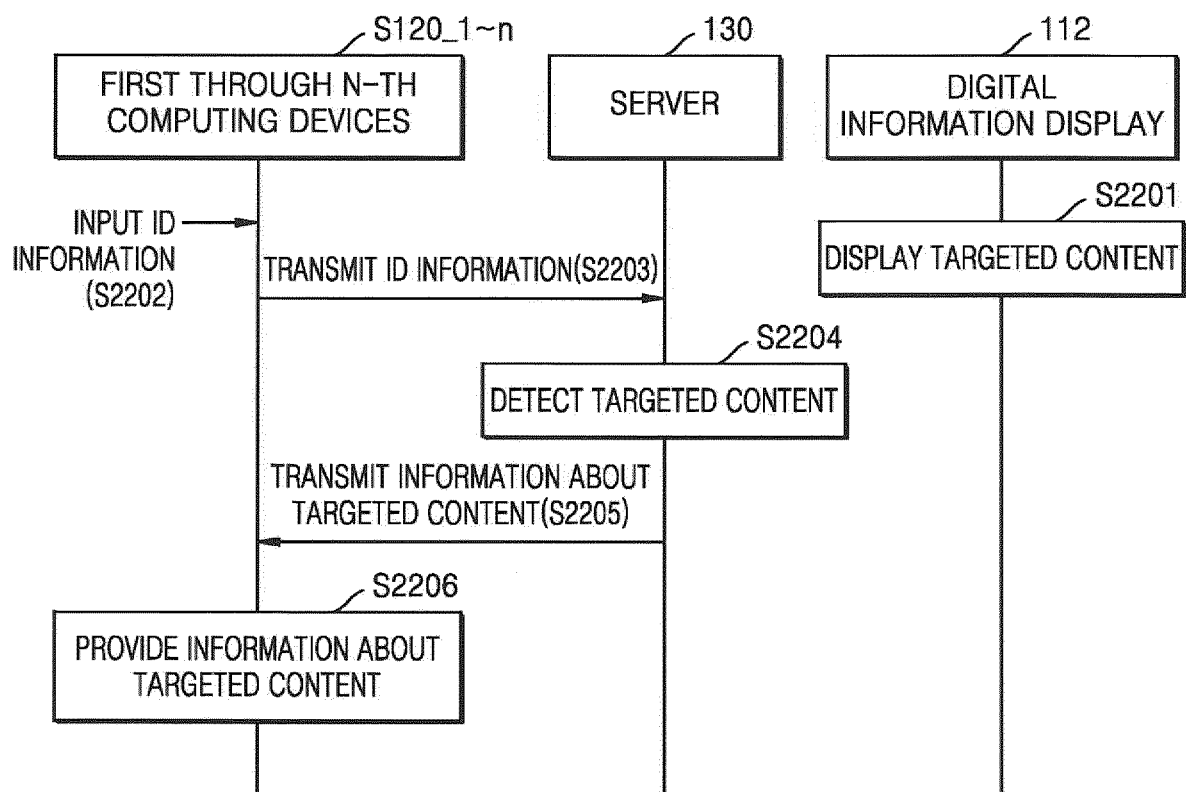 S120_1~n
130
112
FIRST THROUGH N-TH
COMPUTING DEVICES
SERVER
DIGITAL
INFORMATION DISPLAY
S2201
DISPLAY TARGETED CONTENT
INPUT ID
INFORMATION
(S2202)
TRANSMIT ID INFORMATION(S2203)
S2204
DETECT TARGETED CONTENT
TRANSMIT INFORMATION ABOUT
TARGETED CONTENT(S2205)
S2206
PROVIDE INFORMATION ABOUT
TARGETED CONTENT